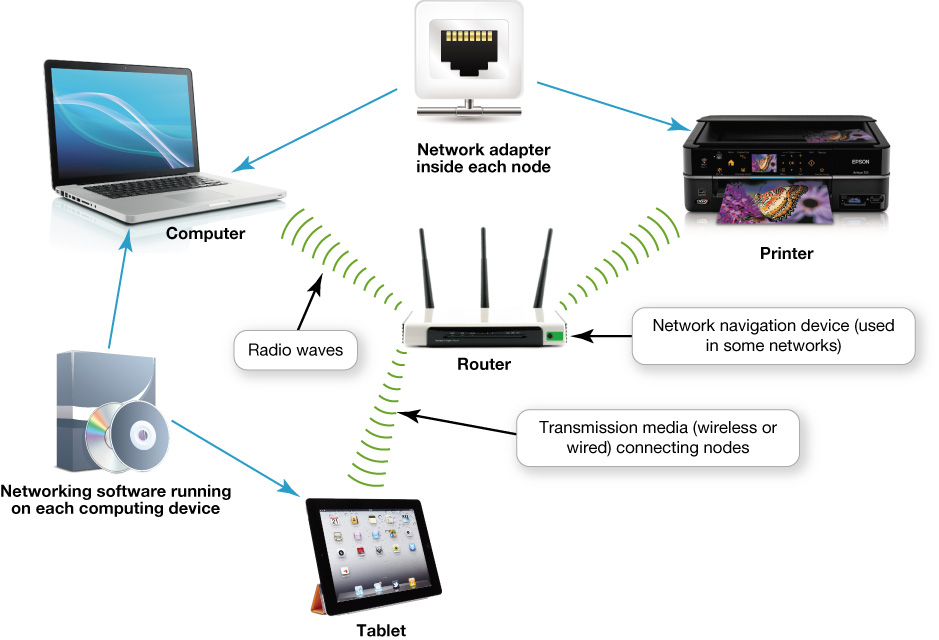 Network adapter
inside each node
EPSON
Computer
Printer
Radio waves
Network navigation device (used
in some networks)
Router
Transmission media (wireless or
wired) connecting nodes
Networking software running
on each computing device
Tablet